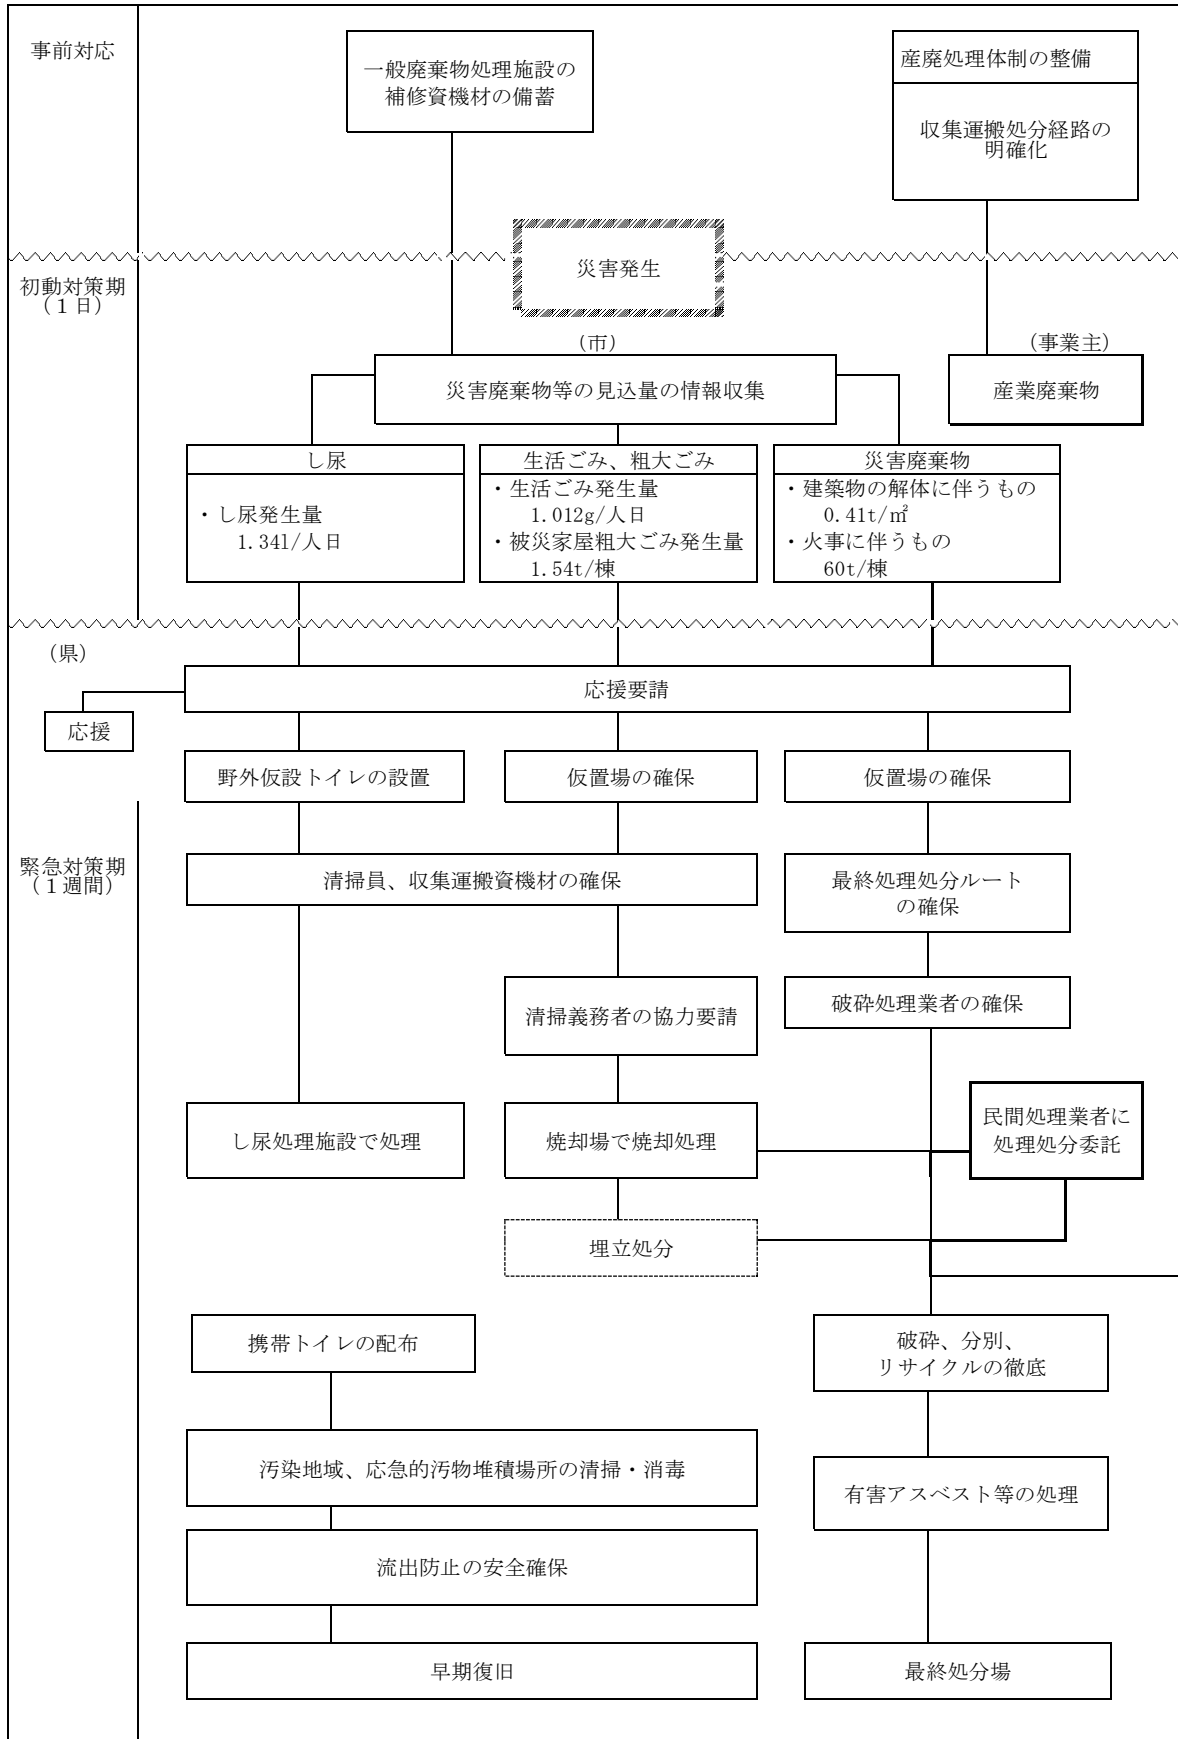 事前対応
一般廃棄物処理施設の
補修資機材の備蓄
産廃処理体制の整備
収集運搬処分経路の
明確化
災害発生
初動対策期
（１日）
（市）
（事業主）
災害廃棄物等の見込量の情報収集
産業廃棄物
し尿
・し尿発生量
1.34l/人日
生活ごみ、粗大ごみ
・生活ごみ発生量
1.012g/人日
・被災家屋粗大ごみ発生量
1.54t/棟
災害廃棄物
・建築物の解体に伴うもの
0.41t/㎡
・火事に伴うもの
60t/棟
（県）
応援要請
応援
野外仮設トイレの設置
仮置場の確保
仮置場の確保
緊急対策期
（１週間）
清掃員、収集運搬資機材の確保
最終処理処分ルート
の確保
清掃義務者の協力要請
破砕処理業者の確保
民間処理業者に
処理処分委託
し尿処理施設で処理
焼却場で焼却処理
埋立処分
携帯トイレの配布
破砕、分別、
リサイクルの徹底
汚染地域、応急的汚物堆積場所の清掃・消毒
有害アスベスト等の処理
流出防止の安全確保
早期復旧
最終処分場